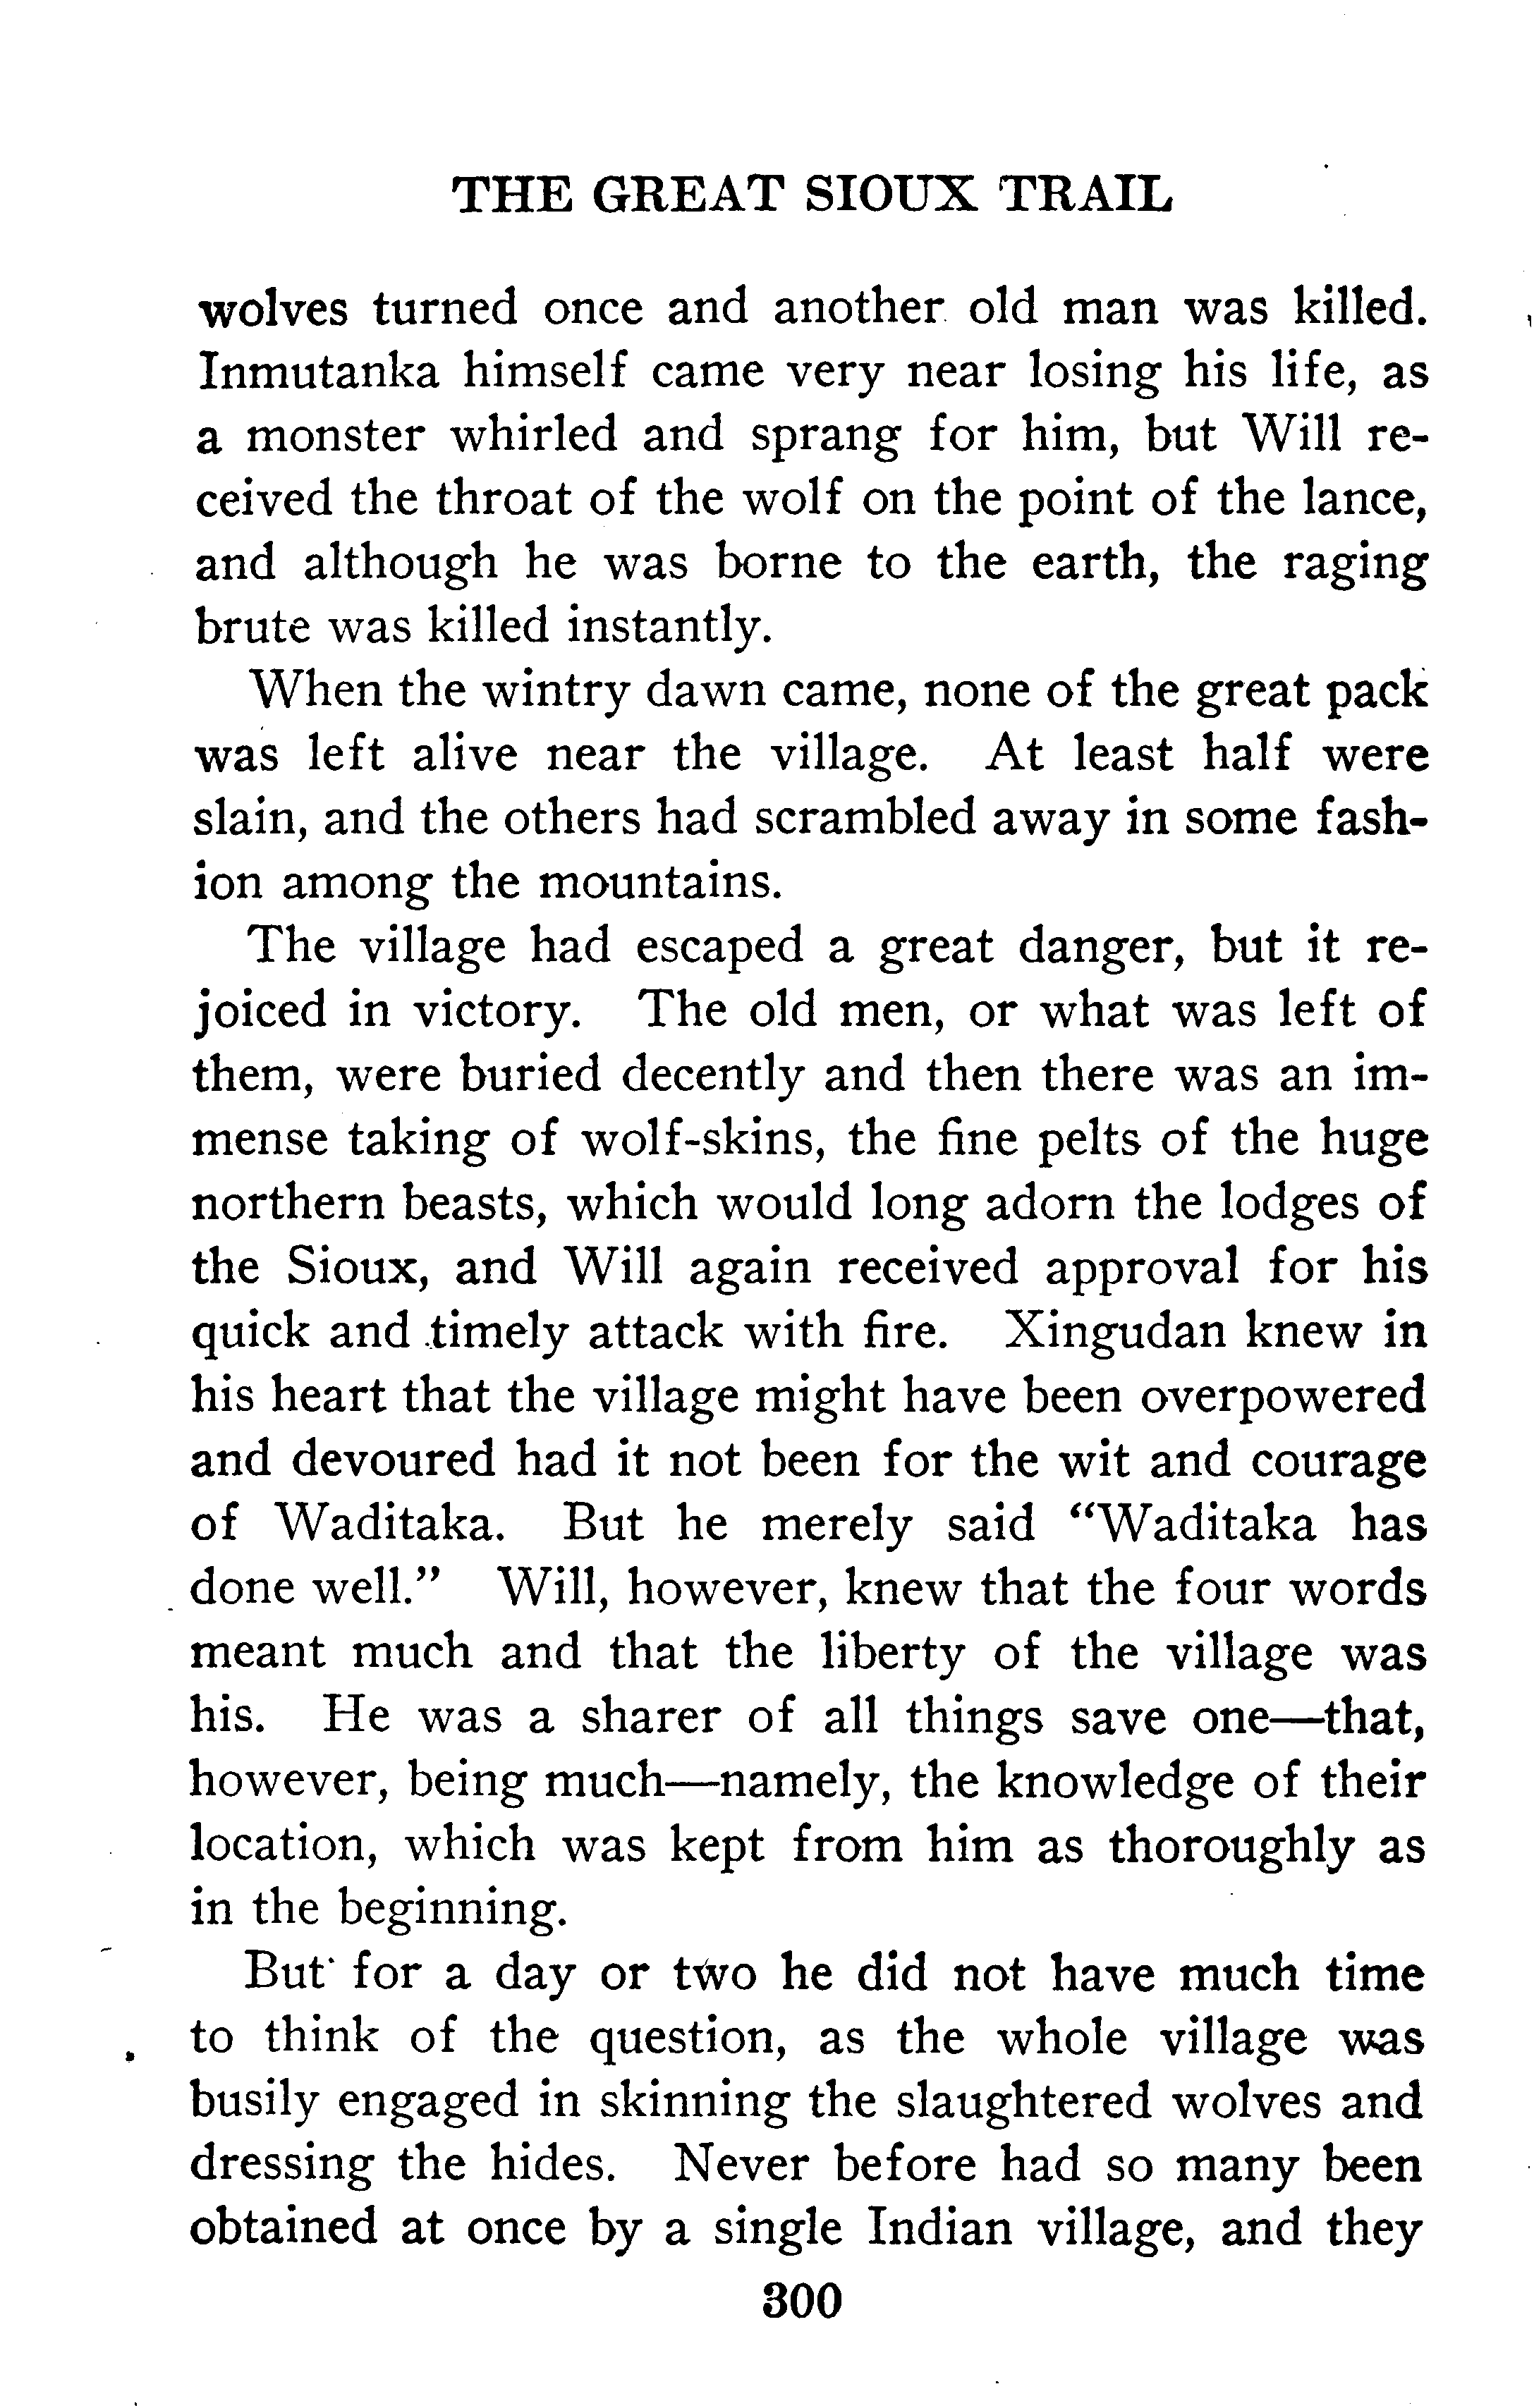 THE GREAT SIOUX TRAIL
wolves turned once and another old man was killed.
Inmutanka himself came very near losing his life, as
a monster whirled and sprang for him, but Will re-
ceived the throat of the wolf on the point of the lance,
and although he was borne to the earth, the raging
brute was killed instantly.
When the wintry dawn came, none of the great pack
was left alive near the village. At least half were
slain, and the others had scrambled away in some fash-
ion among the mountains.
The village had escaped a great danger, but it re-
joiced in victory. The old men, or what was left of
them, were buried decently and then there was an im-
mense taking of wolf-skins, the fine pelts of the huge
northern beasts, which would long adorn the lodges of
the Sioux, and Will again received approval for his
quick and timely attack with fire. Xingudan knew in
his heart that the village might have been overpowered
and devoured had it not been for the wit and courage
of Waditaka. But he merely said "Waditaka has
done well." Will, however, knew that the four words
meant much and that the liberty of the village was
his. He was a sharer of all things save one—that,
however, being much—namely, the knowledge of their
location, which was kept from him as thoroughly as
in the beginning.
But for a day or two he did not have much time
to think of the question, as the whole village was
busily engaged in skinning the slaughtered wolves and
dressing the hides. Never before had so many been
obtained at once by a single Indian village, and they
300